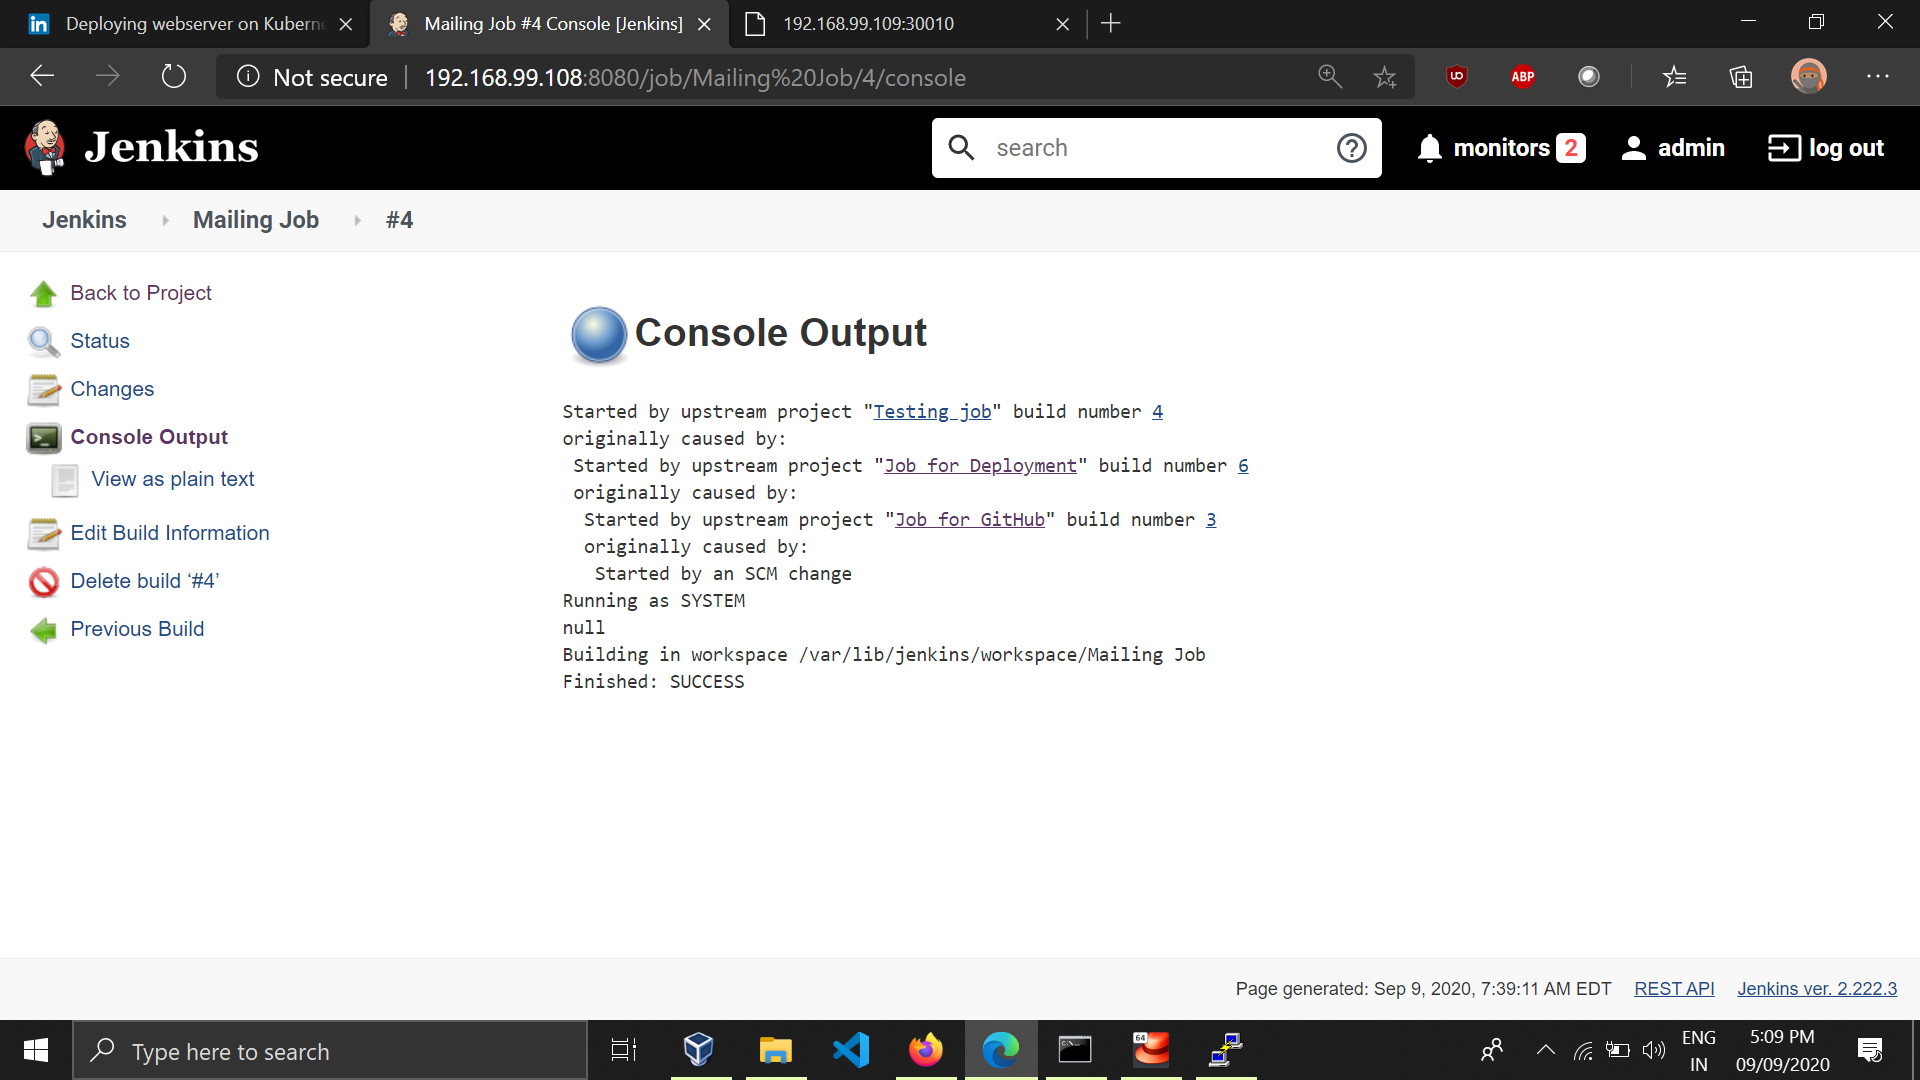 Deploying webserver on Kuberne
Mailing Job #4 Console [Jenkins]
192.168.99.109:30010
Not secure
192.168.99.108:8080/job/Mailing%20Job/4/console
ABP
Jenkins
search
monitors 2
admin
log out
Jenkins
Mailing Job
#4
Back to Project
Status
Changes
Console Output
View as plain text
Edit Build Information
Delete build ‘#4’
Previous Build
Console Output
Started by upstream project "Testing job" build number 4
originally caused by:
Started by upstream project "Job for Deployment" build number 6
originally caused by:
Started by upstream project "Job for GitHub" build number 3
originally caused by:
Started by an SCM change
Running as SYSTEM
null
Building in workspace /var/lib/jenkins/workspace/Mailing Job
Finished: SUCCESS
Page generated: Sep 9, 2020, 7:39:11 AM EDT
REST API
Jenkins ver. 2.222.3
Type here to search
64
ENG
IN
5:09 PM
09/09/2020